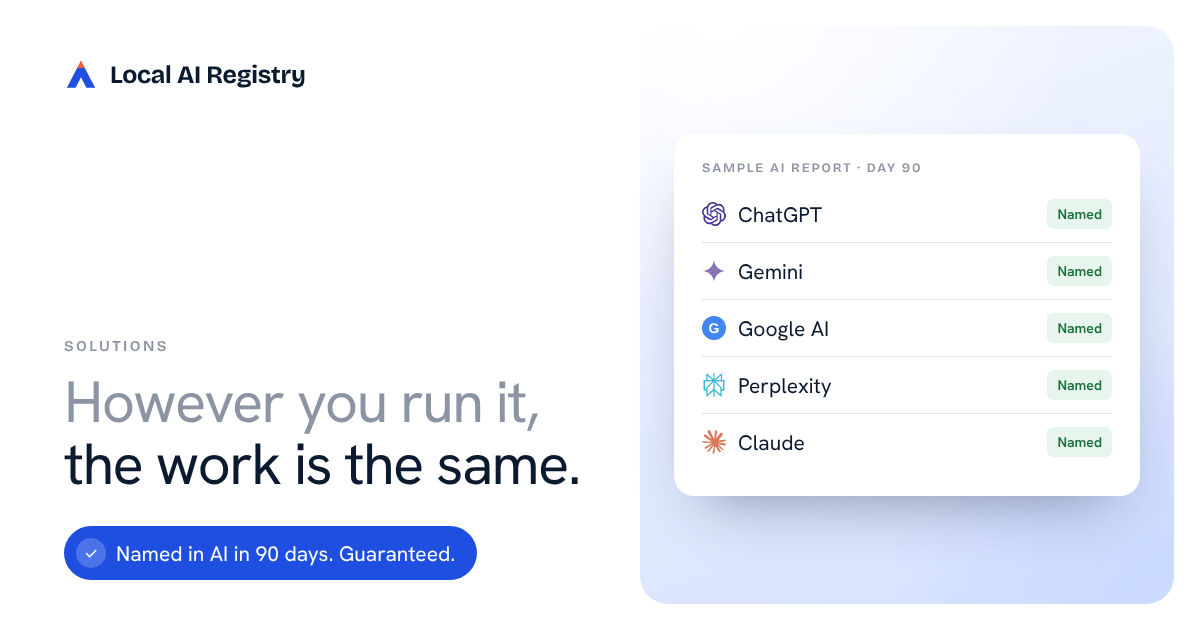 Local AI Registry
SOLUTIONS
However you run it,
the work is the same.
Named in AI in 90 days. Guaranteed.
SAMPLE AI REPORT · DAY 90
ChatGPT Named
Gemini Named
G Google AI Named
Perplexity Named
Claude Named